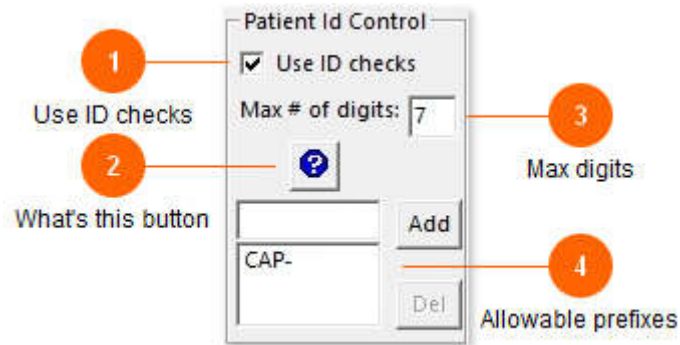 Patient Id Control
1
Use ID checks
Use ID checks
Max # of digits: 7
3
Max digits
2
?
What's this button
Add
CAP-
4
Del
Allowable prefixes